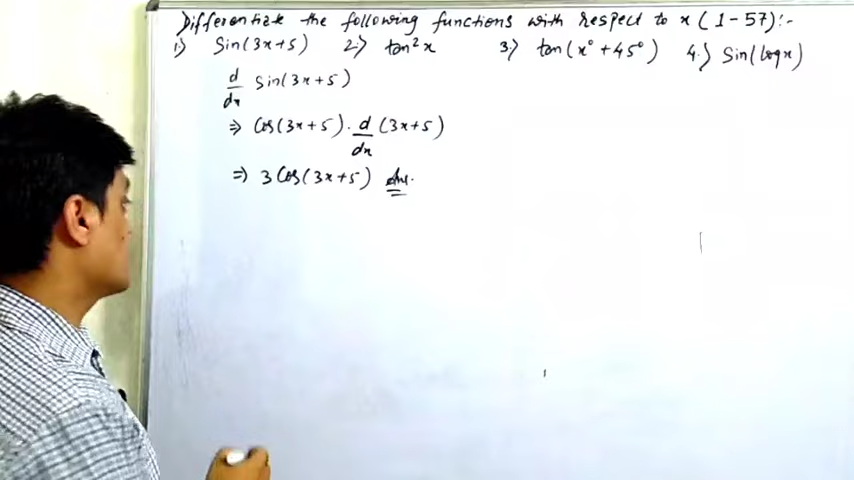 Differentiate the following functions with respect to x (1-57):-
1.) Sin(3x+5) 2.) tan²x 3.) tan(x° + 45°) 4.) Sin(logx)
d/dx Sin(3x+5)
⇒ Cos(3x+5) · d/dx (3x+5)
⇒ 3 Cos(3x+5) Ans.